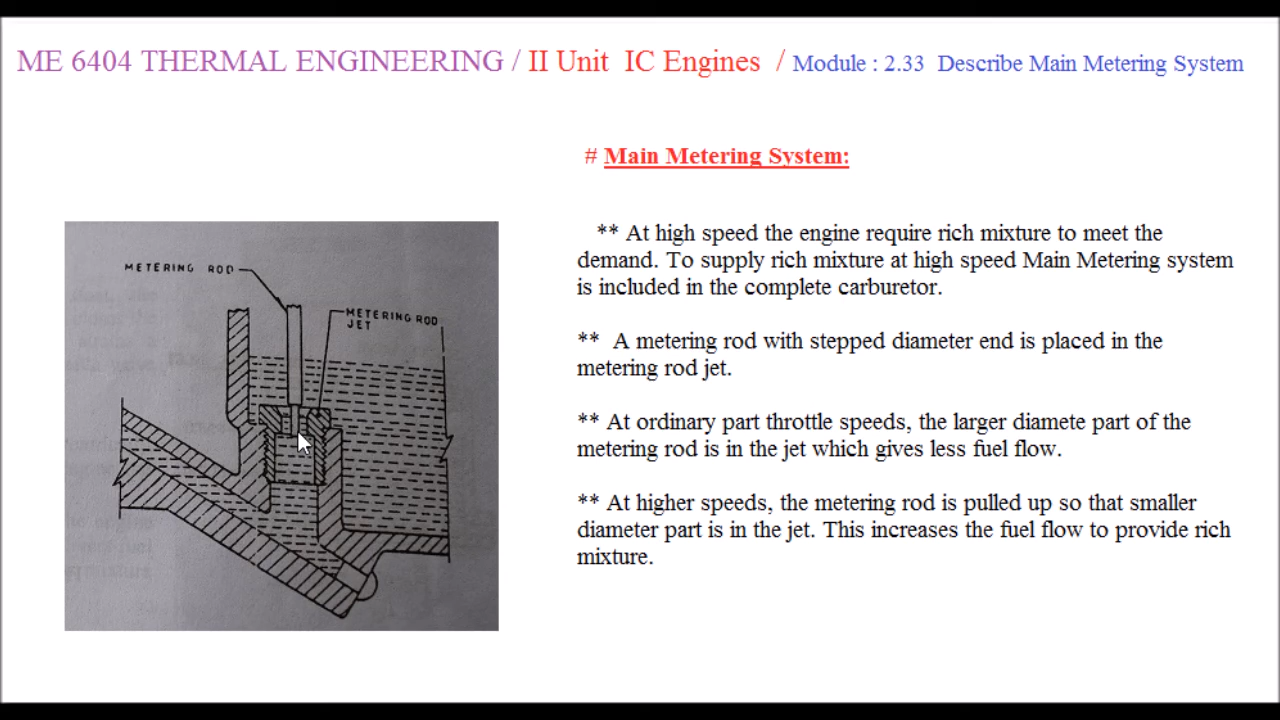 ME 6404 THERMAL ENGINEERING / II Unit IC Engines / Module : 2.33 Describe Main Metering System
# Main Metering System:
** At high speed the engine require rich mixture to meet the
demand. To supply rich mixture at high speed Main Metering system
is included in the complete carburetor.
** A metering rod with stepped diameter end is placed in the
metering rod jet.
** At ordinary part throttle speeds, the larger diamete part of the
metering rod is in the jet which gives less fuel flow.
** At higher speeds, the metering rod is pulled up so that smaller
diameter part is in the jet. This increases the fuel flow to provide rich
mixture.
METERING ROD
METERING ROD
JET